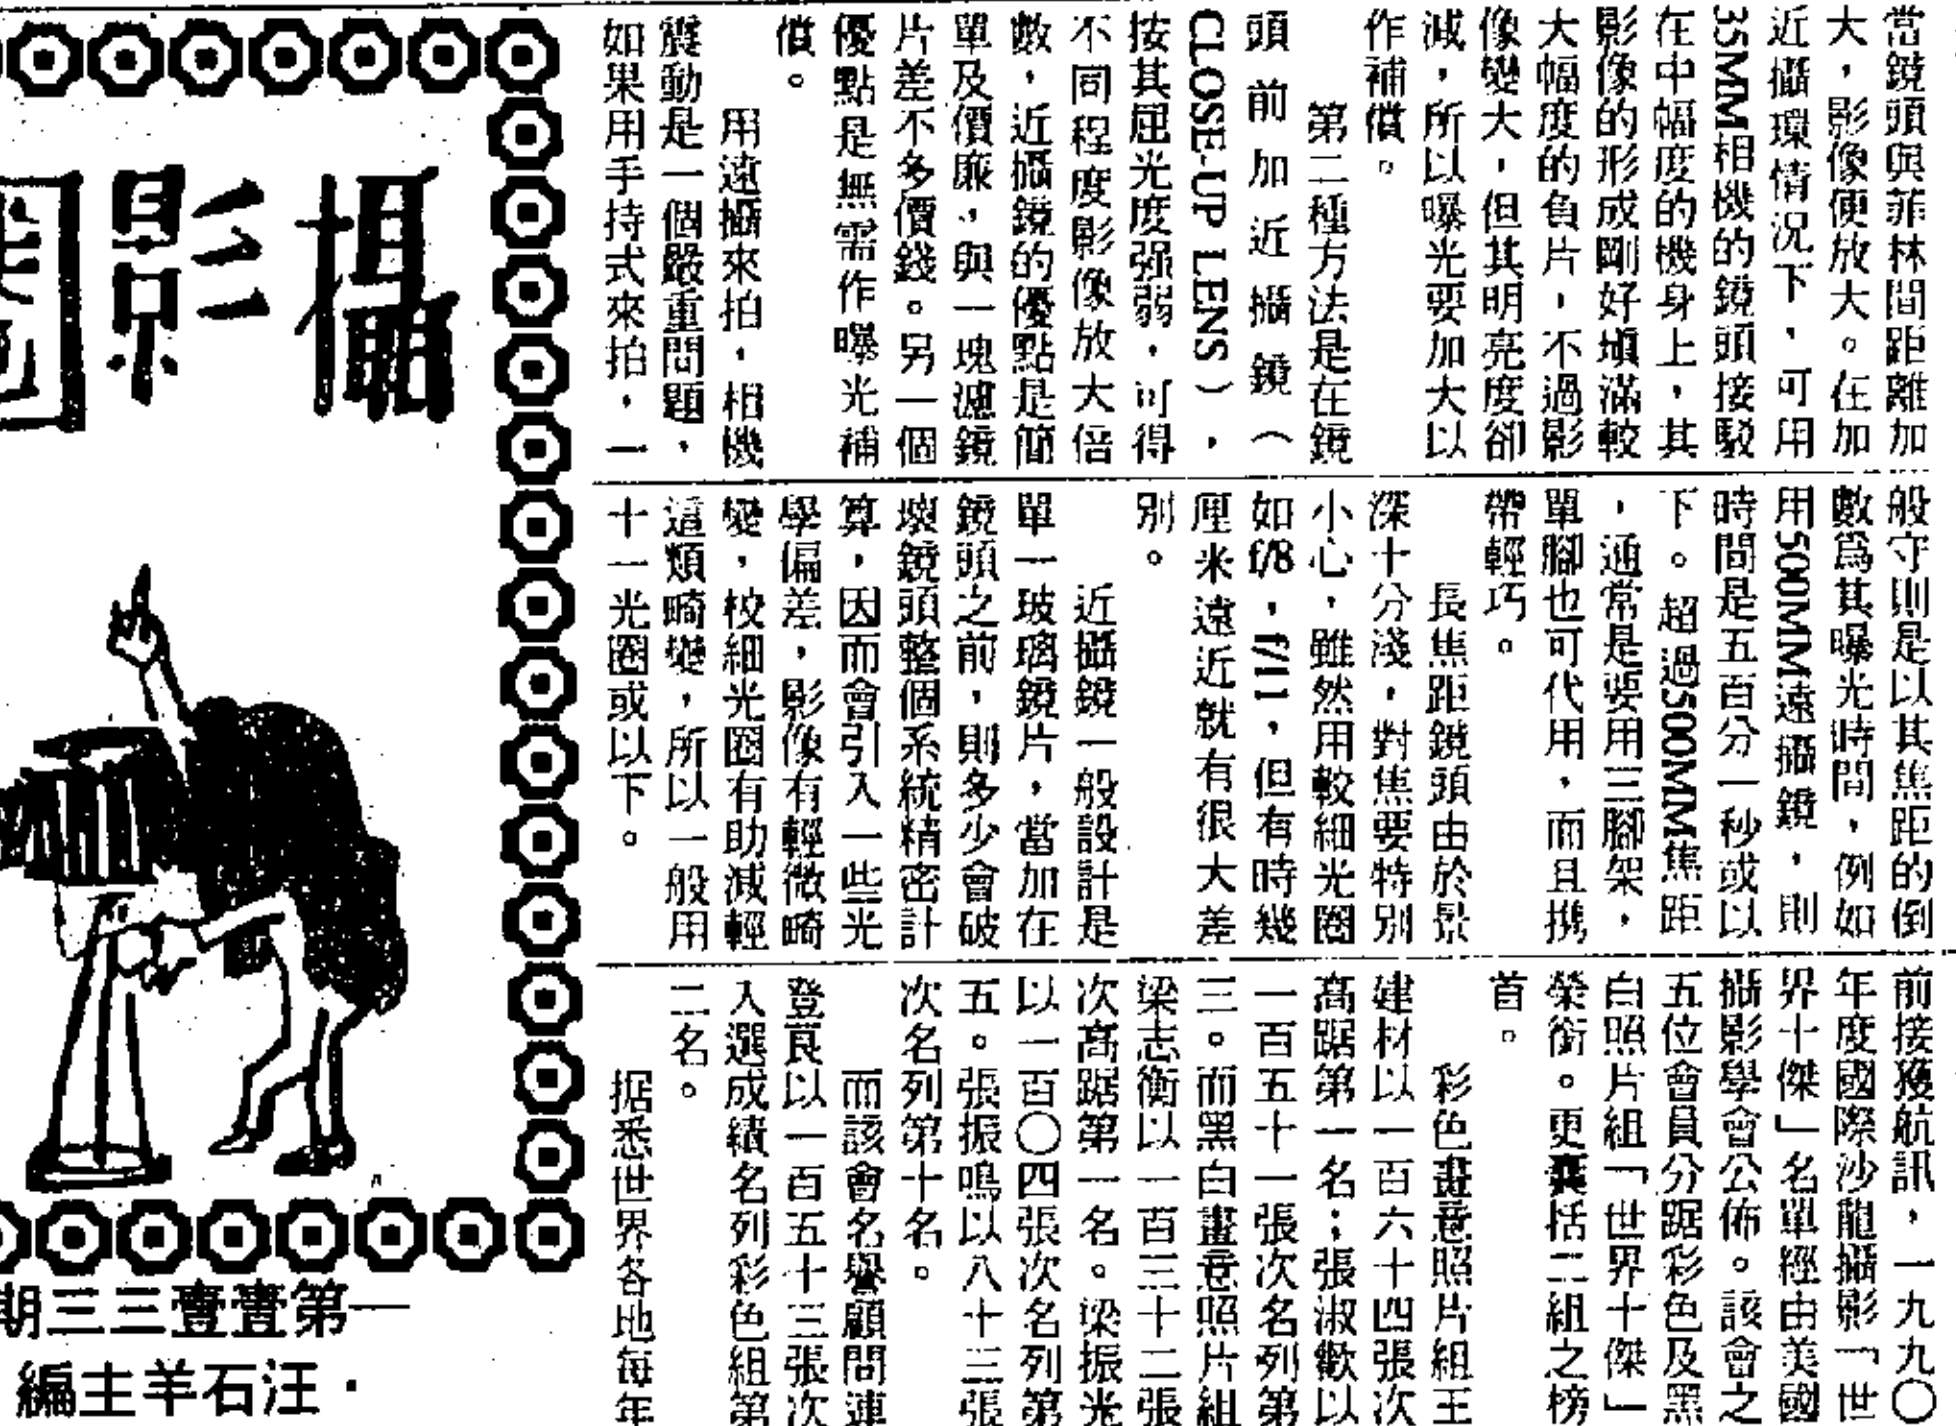 當鏡頭與菲林間距離加
大，影像便放大。在加
近攝環情況下，可用
35MM相機的鏡頭接駁
在中幅度的機身上，其
影像的形成剛好塡滿較
大幅度的負片，不過影
像變大，但其明亮度卻
減，所以曝光要加大以
作補償。
第二種方法是在鏡
頭前加近攝鏡（
CLOSE-UP LENS），
按其屈光度强弱，可得
不同程度影像放大倍
數，近攝鏡的優點是簡
單及價廉，與一塊濾鏡
片差不多價錢。另一個
優點是無需作曝光補
償。
用遠攝來拍，相機
震動是一個嚴重問題，
如果用手持式來拍，一
般守則是以其焦距的倒
數爲其曝光時間，例如
用500MM遠攝鏡，則
時間是五百分一秒或以
下。超過500MM焦距
，通常是要用三腳架，
單腳也可代用，而且携
帶輕巧。
長焦距鏡頭由於景
深十分淺，對焦要特別
小心，雖然用較細光圈
如f/8，f/11，但有時幾
厘米遠近就有很大差
別。
近攝鏡一般設計是
單一玻璃鏡片，當加在
鏡頭之前，則多少會破
壞鏡頭整個系統精密計
算，因而會引入一些光
學偏差，影像有輕微畸
變，校細光圈有助減輕
這類畸變，所以一般用
十一光圈或以下。
前接獲航訊，一九九〇
年度國際沙龍攝影「世
界十傑」名單經由美國
攝影學會公佈。該會之
五位會員分踞彩色及黑
白照片組「世界十傑」
榮銜。更囊括二組之榜
首。
彩色畫意照片組王
建材以一百六十四張次
高踞第一名；張淑歡以
一百五十一張次名列第
三。而黑白畫意照片組
梁志衡以一百三十二張
次高踞第一名。梁振光
以一百〇四張次名列第
五。張振鳴以八十三張
次名列第十名。
而該會名譽顧問連
登莨以一百五十三張次
入選成績名列彩色組第
二名。
据悉世界各地每年
攝影
第壹壹三三期
汪石羊主編